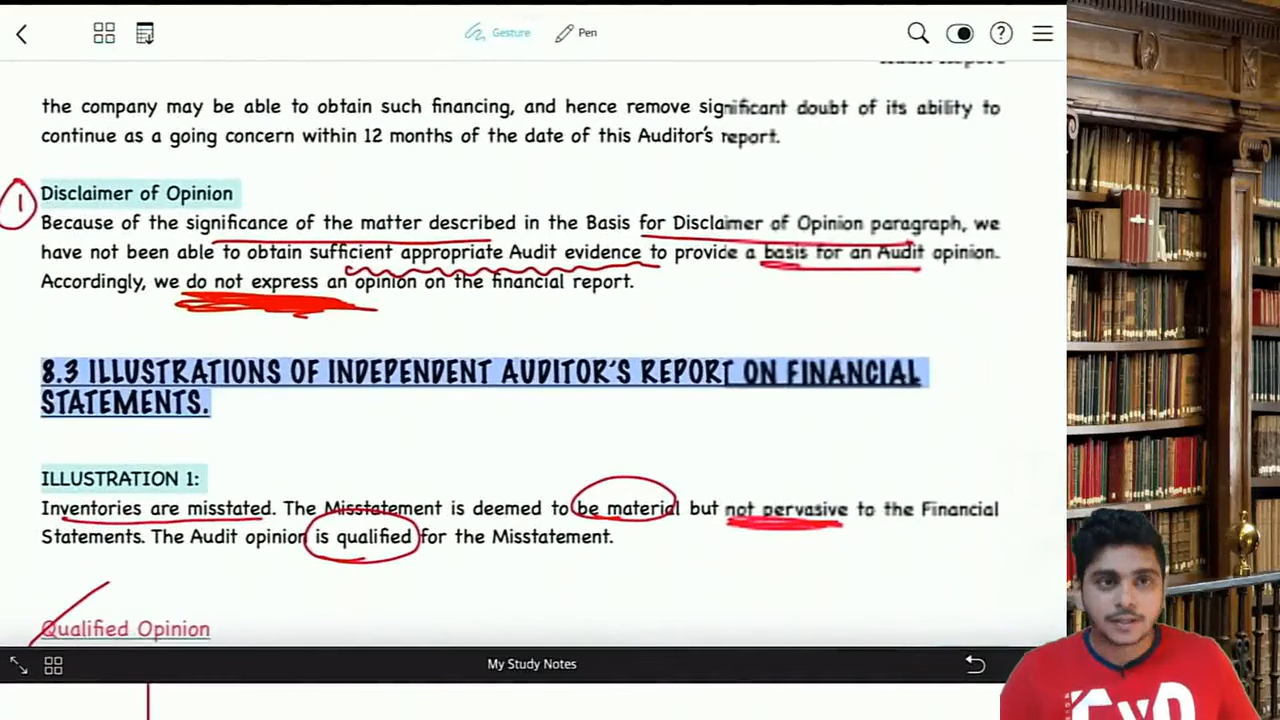 Gesture Pen
the company may be able to obtain such financing, and hence remove significant doubt of its ability to
continue as a going concern within 12 months of the date of this Auditor's report.
1
Disclaimer of Opinion
Because of the significance of the matter described in the Basis for Disclaimer of Opinion paragraph, we
have not been able to obtain sufficient appropriate Audit evidence to provide a basis for an Audit opinion.
Accordingly, we do not express an opinion on the financial report.
8.3 ILLUSTRATIONS OF INDEPENDENT AUDITOR'S REPORT ON FINANCIAL
STATEMENTS.
ILLUSTRATION 1:
Inventories are misstated. The Misstatement is deemed to be material but not pervasive to the Financial
Statements. The Audit opinion is qualified for the Misstatement.
Qualified Opinion
My Study Notes